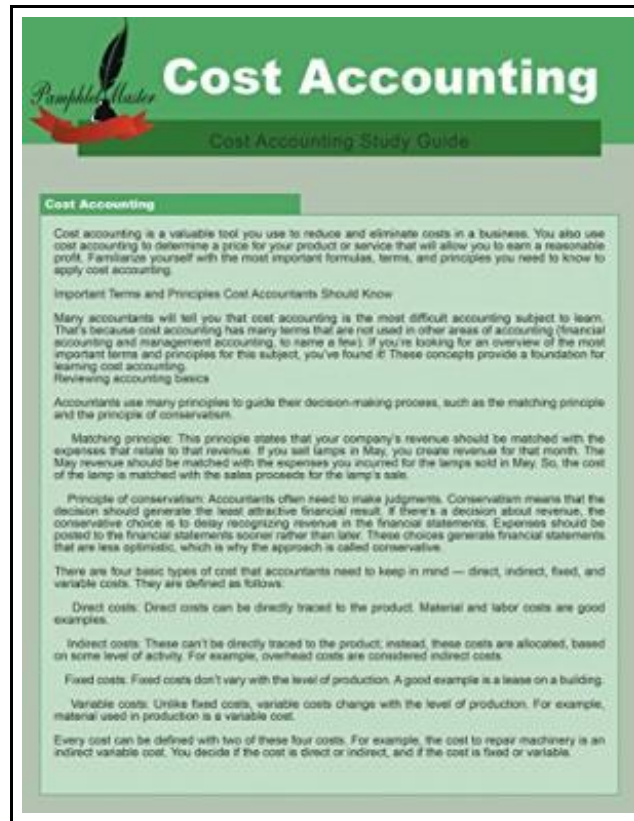 Pamphlet Master
Cost Accounting
Cost Accounting Study Guide
Cost Accounting
Cost accounting is a valuable tool you use to reduce and eliminate costs in a business. You also use
cost accounting to determine a price for your product or service that will allow you to earn a reasonable
profit. Familiarize yourself with the most important formulas, terms, and principles you need to know to
apply cost accounting.
Important Terms and Principles Cost Accountants Should Know
Many accountants will tell you that cost accounting is the most difficult accounting subject to learn.
That's because cost accounting has many terms that are not used in other areas of accounting (financial
accounting and management accounting, to name a few). If you're looking for an overview of the most
important terms and principles for this subject, you've found it! These concepts provide a foundation for
learning cost accounting.
Reviewing accounting basics
Accountants use many principles to guide their decision-making process, such as the matching principle
and the principle of conservatism.
Matching principle: This principle states that your company's revenue should be matched with the
expenses that relate to that revenue. If you sell lamps in May, you create revenue for that month. The
May revenue should be matched with the expenses you incurred for the lamps sold in May. So, the cost
of the lamp is matched with the sales proceeds for the lamp's sale.
Principle of conservatism: Accountants often need to make judgments. Conservatism means that the
decision should generate the least attractive financial result. If there's a decision about revenue, the
conservative choice is to delay recognizing revenue in the financial statements. Expenses should be
posted to the financial statements sooner rather than later. These choices generate financial statements
that are less optimistic, which is why the approach is called conservative.
There are four basic types of cost that accountants need to keep in mind — direct, indirect, fixed, and
variable costs. They are defined as follows:
Direct costs: Direct costs can be directly traced to the product. Material and labor costs are good
examples.
Indirect costs: These can't be directly traced to the product; instead, these costs are allocated, based
on some level of activity. For example, overhead costs are considered indirect costs.
Fixed costs: Fixed costs don't vary with the level of production. A good example is a lease on a building.
Variable costs: Unlike fixed costs, variable costs change with the level of production. For example,
material used in production is a variable cost.
Every cost can be defined with two of these four costs. For example, the cost to repair machinery is an
indirect variable cost. You decide if the cost is direct or indirect, and if the cost is fixed or variable.